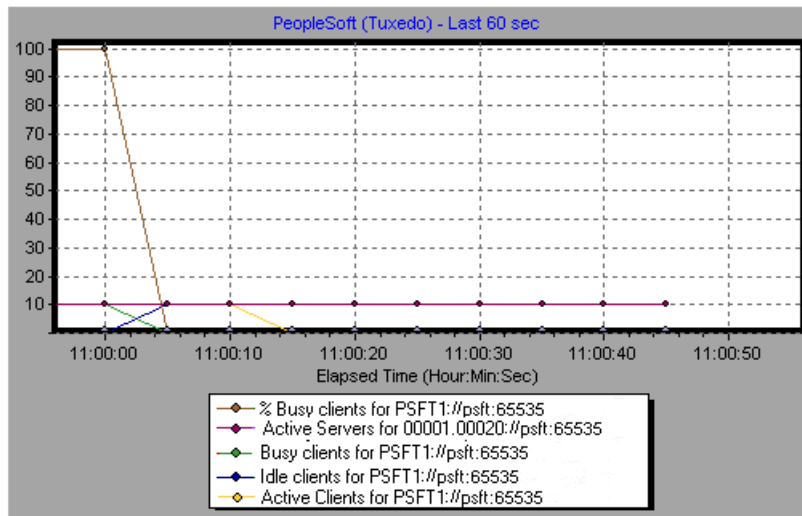 PeopleSoft (Tuxedo) - Last 60 sec
100
90
80
70
60
50
40
30
20
10
11:00:00 11:00:10 11:00:20 11:00:30 11:00:40 11:00:50
Elapsed Time (Hour:Min:Sec)
% Busy clients for PSFT1://psft:65535
Active Servers for 00001.00020://psft:65535
Busy clients for PSFT1://psft:65535
Idle clients for PSFT1://psft:65535
Active Clients for PSFT1://psft:65535